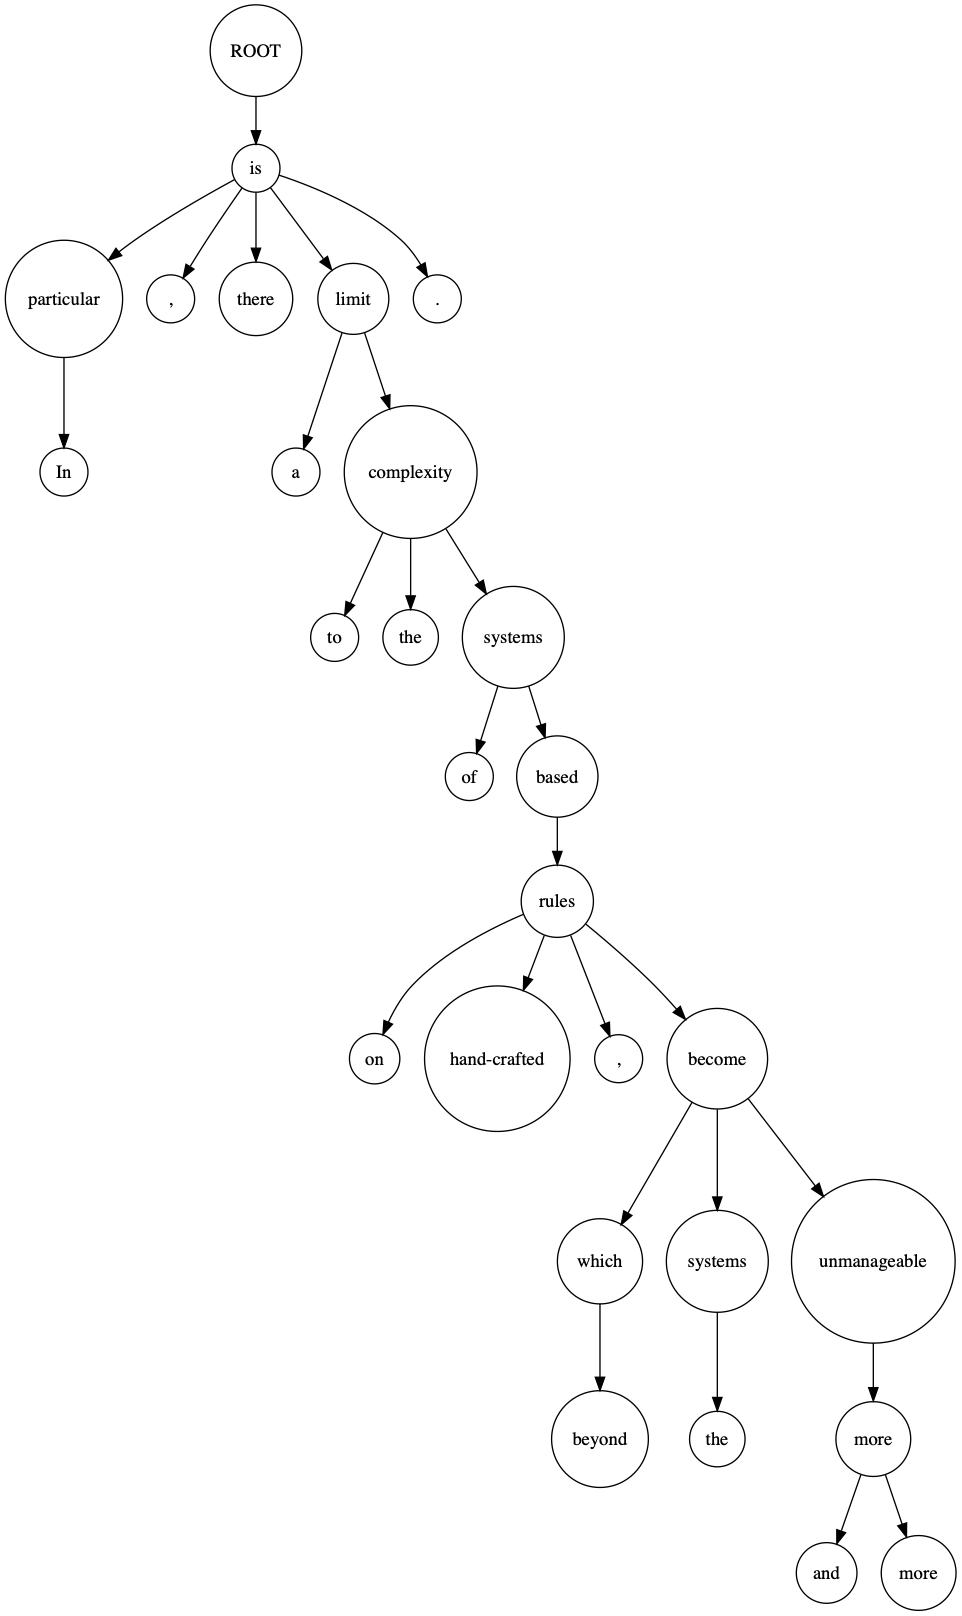 ROOT
is
particular , there limit .
In a complexity
to the systems
of based
rules
on hand-crafted , become
which systems unmanageable
beyond the more
and more